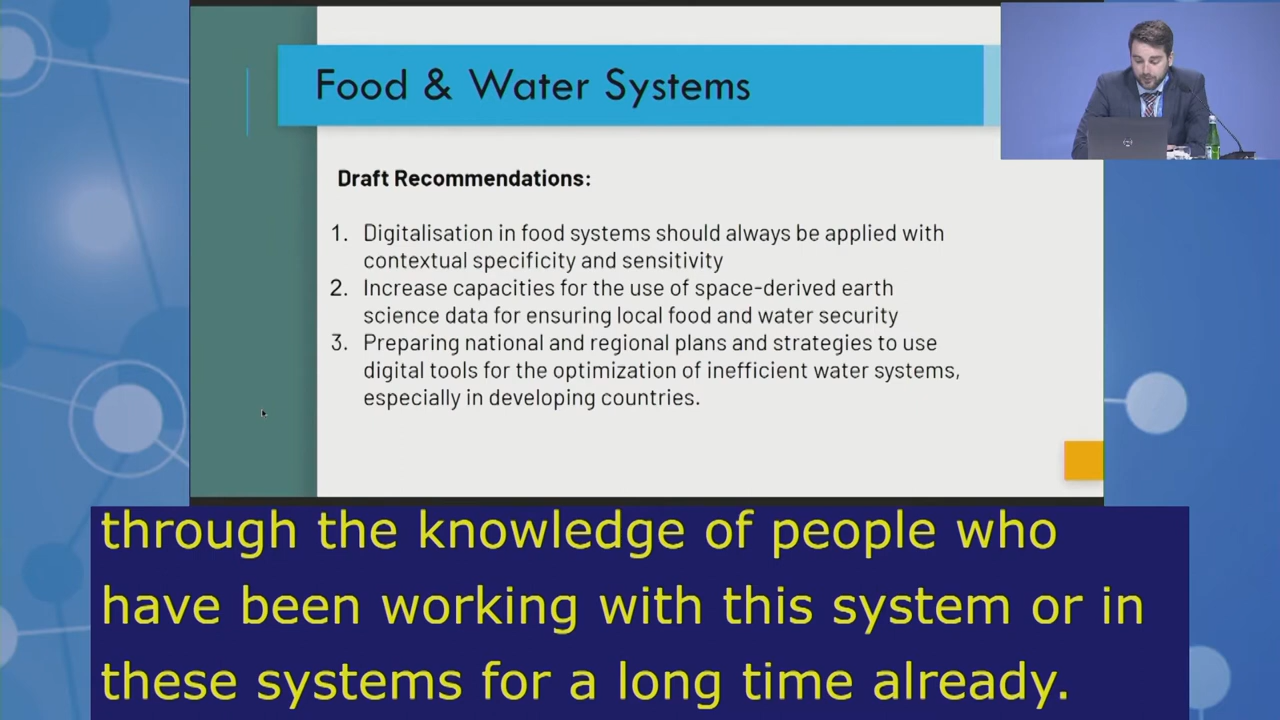 Food & Water Systems
Draft Recommendations:
1. Digitalisation in food systems should always be applied with
contextual specificity and sensitivity
2. Increase capacities for the use of space-derived earth
science data for ensuring local food and water security
3. Preparing national and regional plans and strategies to use
digital tools for the optimization of inefficient water systems,
especially in developing countries.
through the knowledge of people who
have been working with this system or in
these systems for a long time already.